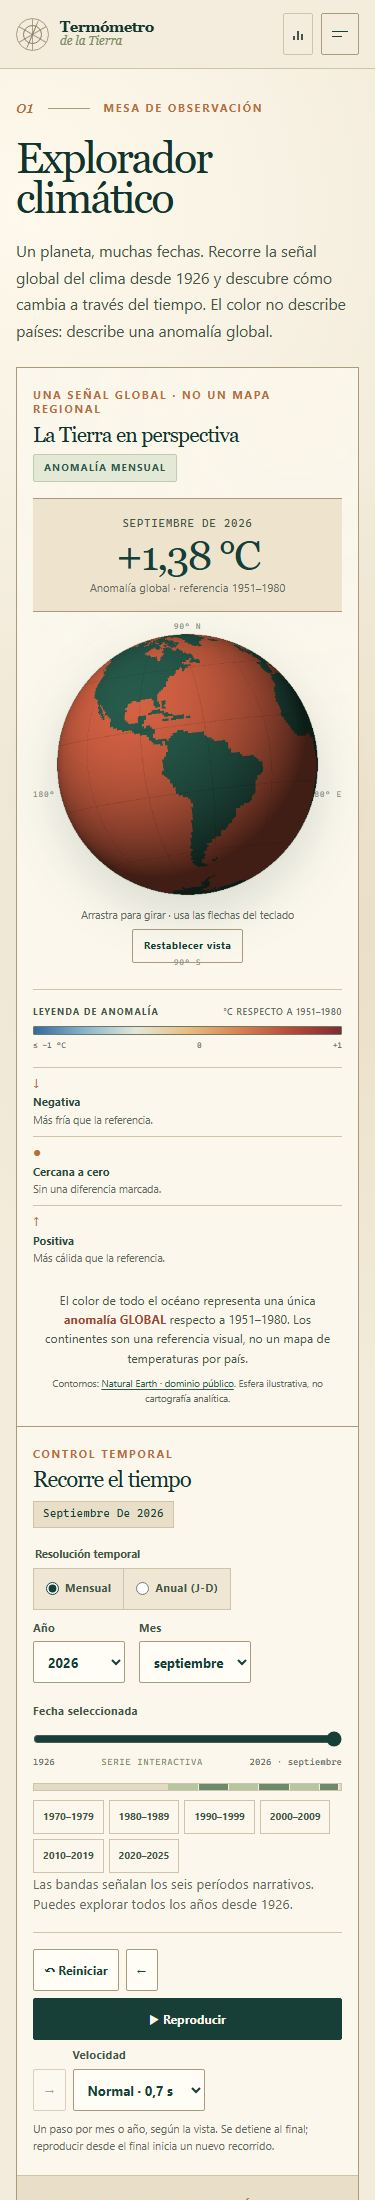 Termómetro
de la Tierra
01 MESA DE OBSERVACIÓN
Explorador
climático
Un planeta, muchas fechas. Recorre la señal
global del clima desde 1926 y descubre cómo
cambia a través del tiempo. El color no describe
países: describe una anomalía global.
UNA SEÑAL GLOBAL · NO UN MAPA
REGIONAL
La Tierra en perspectiva
ANOMALÍA MENSUAL
SEPTIEMBRE DE 2026
+1,38 °C
Anomalía global · referencia 1951–1980
90° N
180° 80° E
Arrastra para girar · usa las flechas del teclado
Restablecer vista
90° S
LEYENDA DE ANOMALÍA °C RESPECTO A 1951–1980
≤ −1 °C 0 +1
↓
Negativa
Más fría que la referencia.
●
Cercana a cero
Sin una diferencia marcada.
↑
Positiva
Más cálida que la referencia.
El color de todo el océano representa una única
anomalía GLOBAL respecto a 1951–1980. Los
continentes son una referencia visual, no un mapa de
temperaturas por país.
Contornos: Natural Earth · dominio público. Esfera ilustrativa, no
cartografía analítica.
CONTROL TEMPORAL
Recorre el tiempo
Septiembre De 2026
Resolución temporal
Mensual Anual (J-D)
Año Mes
2026 septiembre
Fecha seleccionada
1926 SERIE INTERACTIVA 2026 · septiembre
1970–1979 1980–1989 1990–1999 2000–2009
2010–2019 2020–2025
Las bandas señalan los seis períodos narrativos.
Puedes explorar todos los años desde 1926.
↶ Reiniciar ←
▶ Reproducir
Velocidad
→ Normal · 0,7 s
Un paso por mes o año, según la vista. Se detiene al final;
reproducir desde el final inicia un nuevo recorrido.